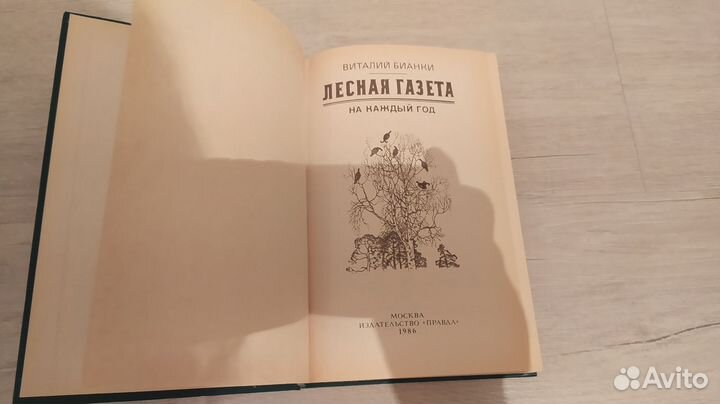 ВИТАЛИЙ БИАНКИ
ЛЕСНАЯ ГАЗЕТА
НА КАЖДЫЙ ГОД
МОСКВА
ИЗДАТЕЛЬСТВО «ПРАВДА»
1986
Avito